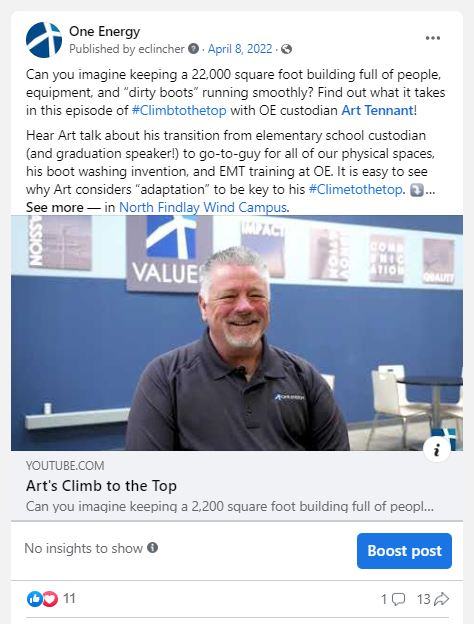 One Energy
Published by eclincher · April 8, 2022 ·
Can you imagine keeping a 22,000 square foot building full of people,
equipment, and “dirty boots” running smoothly? Find out what it takes
in this episode of #Climbtothetop with OE custodian Art Tennant!
Hear Art talk about his transition from elementary school custodian
(and graduation speaker!) to go-to-guy for all of our physical spaces,
his boot washing invention, and EMT training at OE. It is easy to see
why Art considers “adaptation” to be key to his #Climetothetop. ...
See more — in North Findlay Wind Campus.
IMPACT
VALUE
QUALITY
YOUTUBE.COM
Art's Climb to the Top
Can you imagine keeping a 2,200 square foot building full of peopl...
No insights to show
Boost post
11
1
13